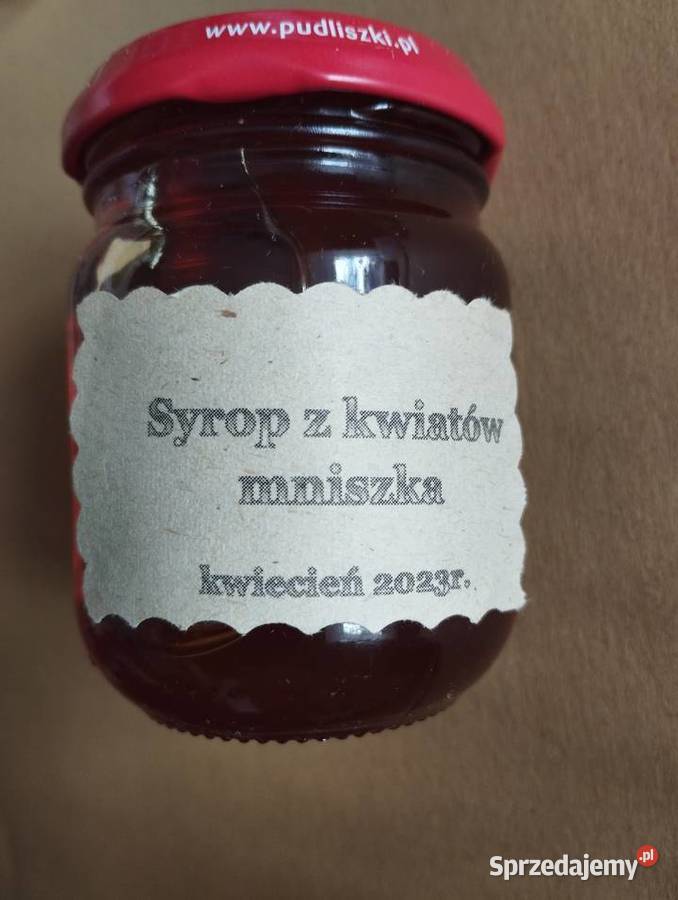 www.pudliszki.pl
Syrop z kwiatów
mniszka
kwiecień 2023r.
Sprzedajemy.pl